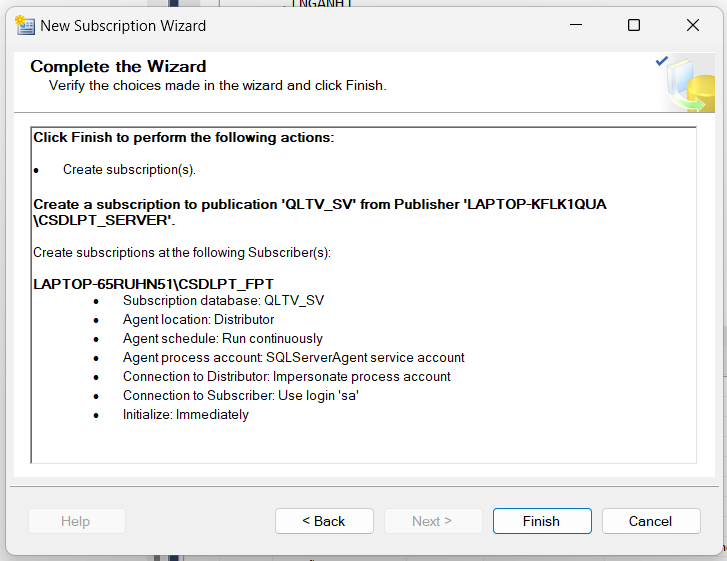 [NGANH]
New Subscription Wizard
Complete the Wizard
Verify the choices made in the wizard and click Finish.
Click Finish to perform the following actions:
• Create subscription(s).
Create a subscription to publication 'QLTV_SV' from Publisher 'LAPTOP-KFLK1QUA
\CSDLPT_SERVER'.
Create subscriptions at the following Subscriber(s):
LAPTOP-65RUHN51\CSDLPT_FPT
• Subscription database: QLTV_SV
• Agent location: Distributor
• Agent schedule: Run continuously
• Agent process account: SQLServerAgent service account
• Connection to Distributor: Impersonate process account
• Connection to Subscriber: Use login 'sa'
• Initialize: Immediately
Help
< Back
Next >
Finish
Cancel